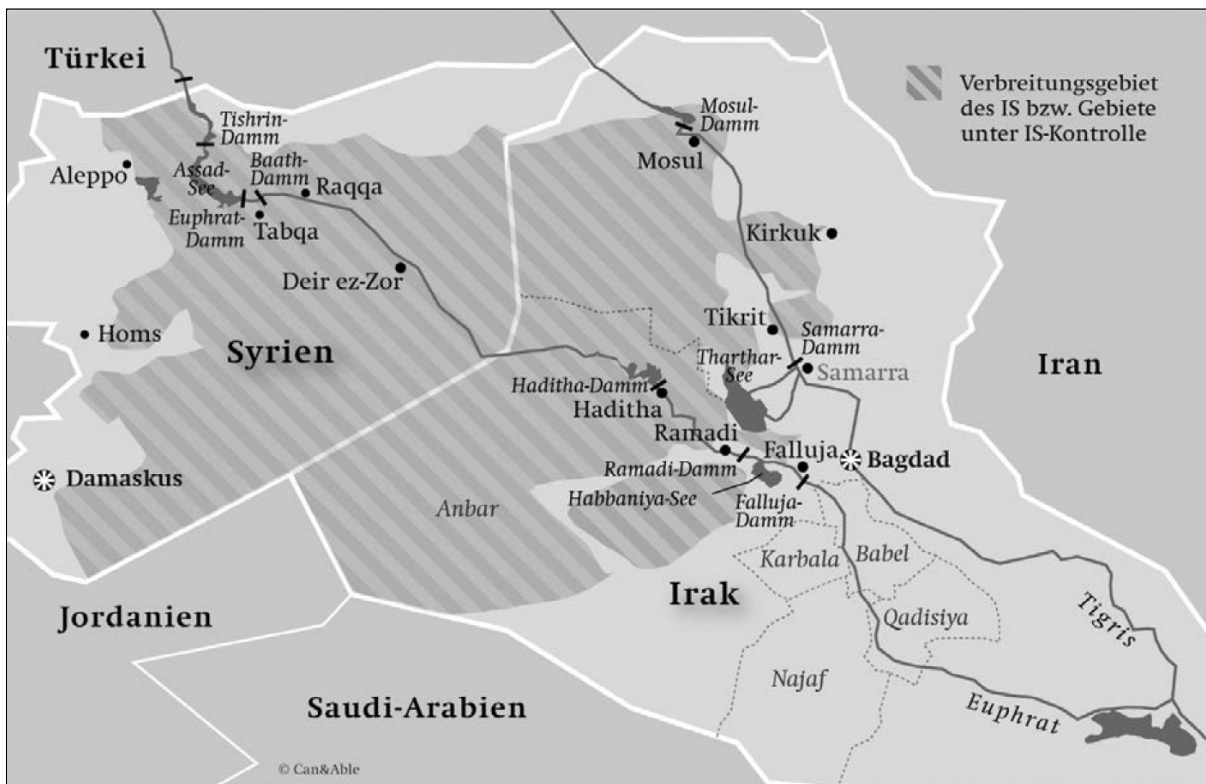 Türkei
Verbreitungsgebiet
des IS bzw. Gebiete
unter IS-Kontrolle
Tishrin-
Damm
Mosul-
Damm
Mosul
Aleppo
Assad-
See
Baath-
Damm
Raqqa
Euphrat-
Damm
Tabqa
Kirkuk
Deir ez-Zor
Homs
Syrien
Tikrit
Samarra-
Damm
Tharthar-
See
Samarra
Iran
Haditha-Damm
Haditha
Ramadi
Falluja
Bagdad
Damaskus
Ramadi-Damm
Habbaniya-See
Falluja-
Damm
Anbar
Karbala
Babel
Jordanien
Irak
Qadisiya
Tigris
Najaf
Saudi-Arabien
Euphrat
© Can&Able